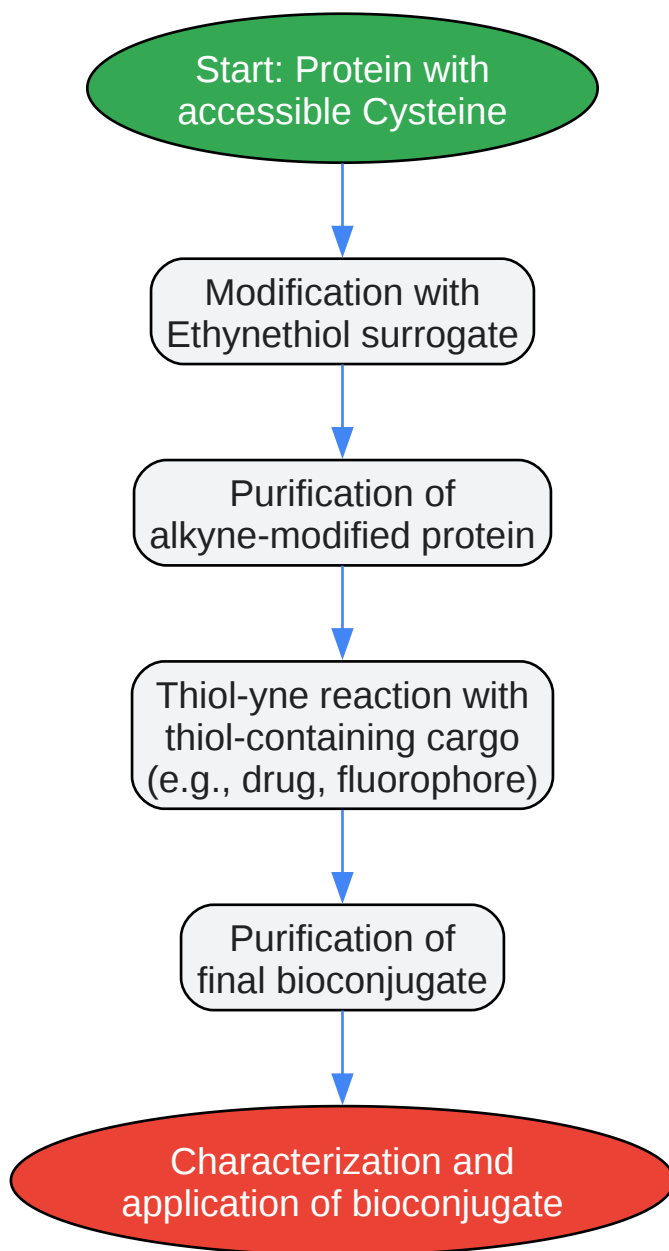 Start: Protein with
accessible Cysteine
Modification with
Ethynethiol surrogate
Purification of
alkyne-modified protein
Thiol-yne reaction with
thiol-containing cargo
(e.g., drug, fluorophore)
Purification of
final bioconjugate
Characterization and
application of bioconjugate